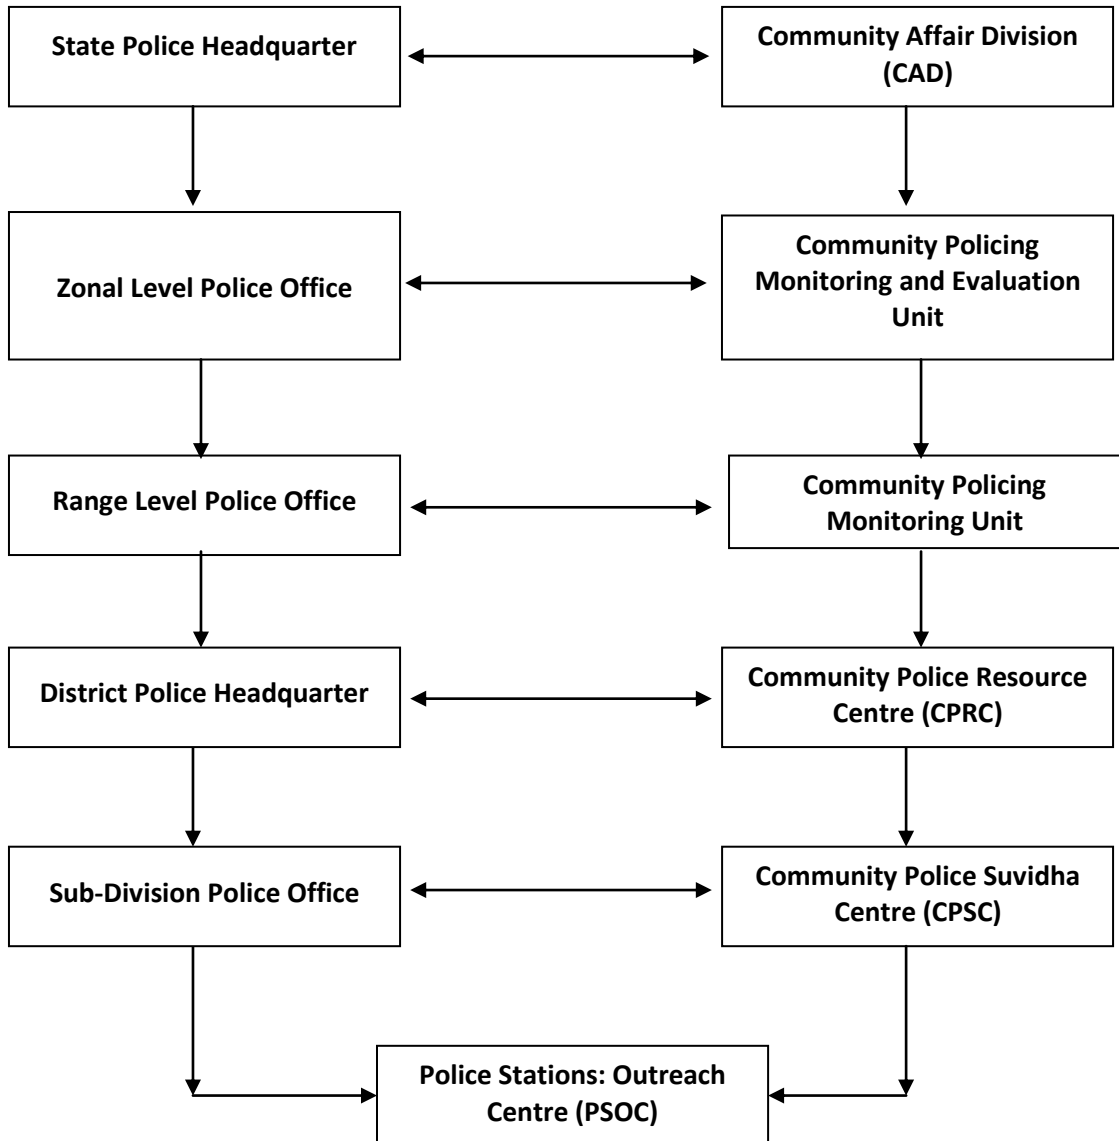 State Police Headquarter
Community Affair Division
(CAD)
Zonal Level Police Office
Community Policing
Monitoring and Evaluation
Unit
Range Level Police Office
Community Policing
Monitoring Unit
District Police Headquarter
Community Police Resource
Centre (CPRC)
Sub-Division Police Office
Community Police Suvidha
Centre (CPSC)
Police Stations: Outreach
Centre (PSOC)